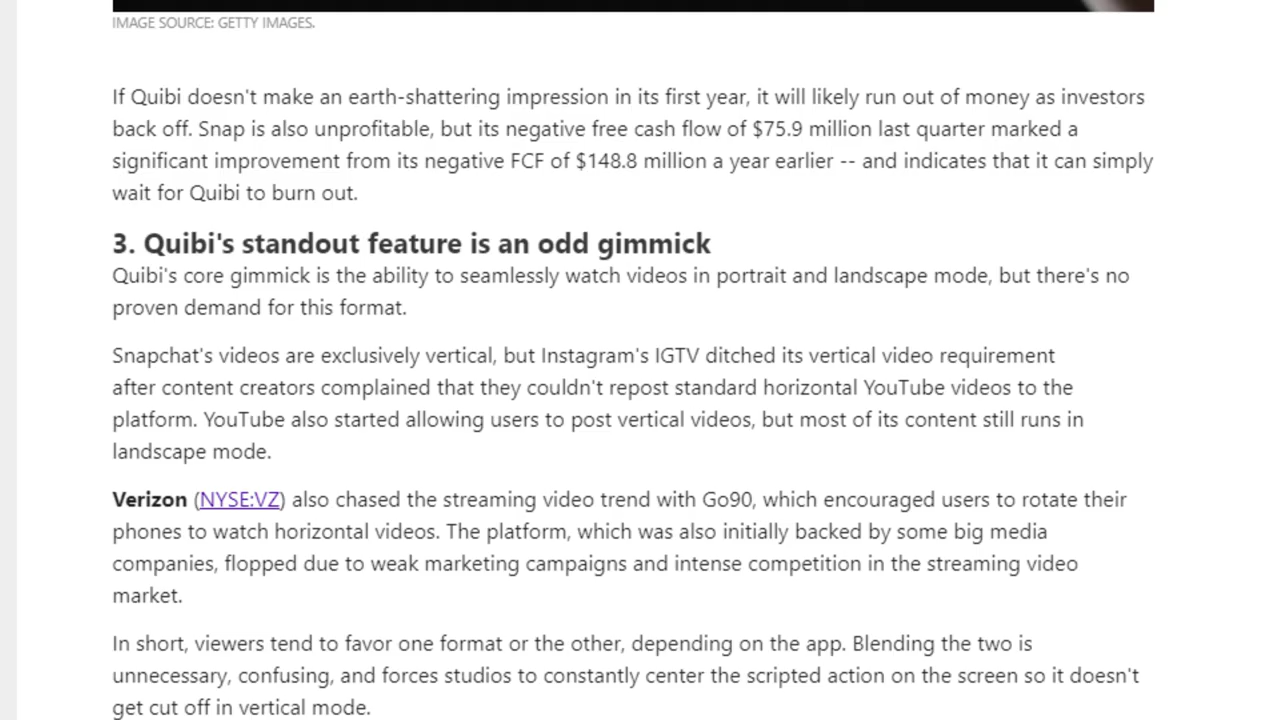 IMAGE SOURCE: GETTY IMAGES.
If Quibi doesn't make an earth-shattering impression in its first year, it will likely run out of money as investors
back off. Snap is also unprofitable, but its negative free cash flow of $75.9 million last quarter marked a
significant improvement from its negative FCF of $148.8 million a year earlier -- and indicates that it can simply
wait for Quibi to burn out.
3. Quibi's standout feature is an odd gimmick
Quibi's core gimmick is the ability to seamlessly watch videos in portrait and landscape mode, but there's no
proven demand for this format.
Snapchat's videos are exclusively vertical, but Instagram's IGTV ditched its vertical video requirement
after content creators complained that they couldn't repost standard horizontal YouTube videos to the
platform. YouTube also started allowing users to post vertical videos, but most of its content still runs in
landscape mode.
Verizon (NYSE:VZ) also chased the streaming video trend with Go90, which encouraged users to rotate their
phones to watch horizontal videos. The platform, which was also initially backed by some big media
companies, flopped due to weak marketing campaigns and intense competition in the streaming video
market.
In short, viewers tend to favor one format or the other, depending on the app. Blending the two is
unnecessary, confusing, and forces studios to constantly center the scripted action on the screen so it doesn't
get cut off in vertical mode.